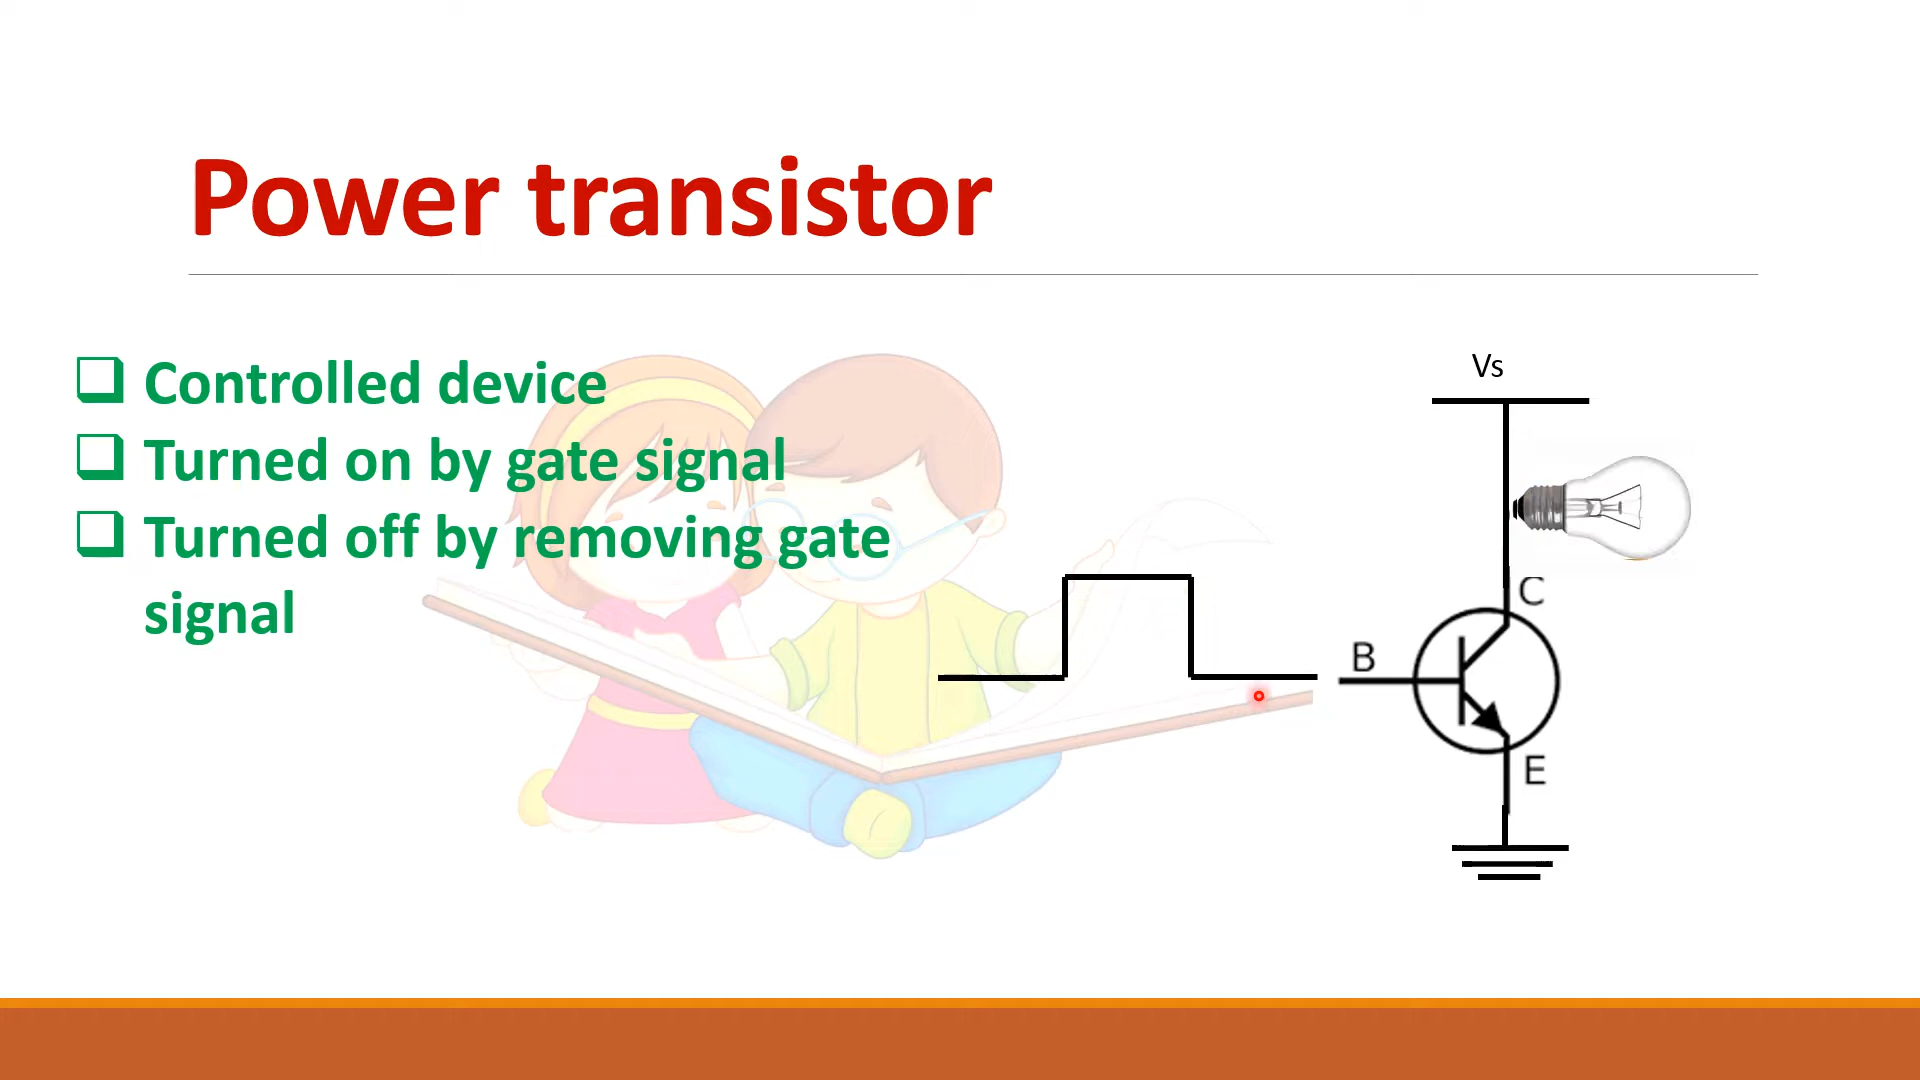 Power transistor
Controlled device
Turned on by gate signal
Turned off by removing gate
signal
Vs
C
B
E